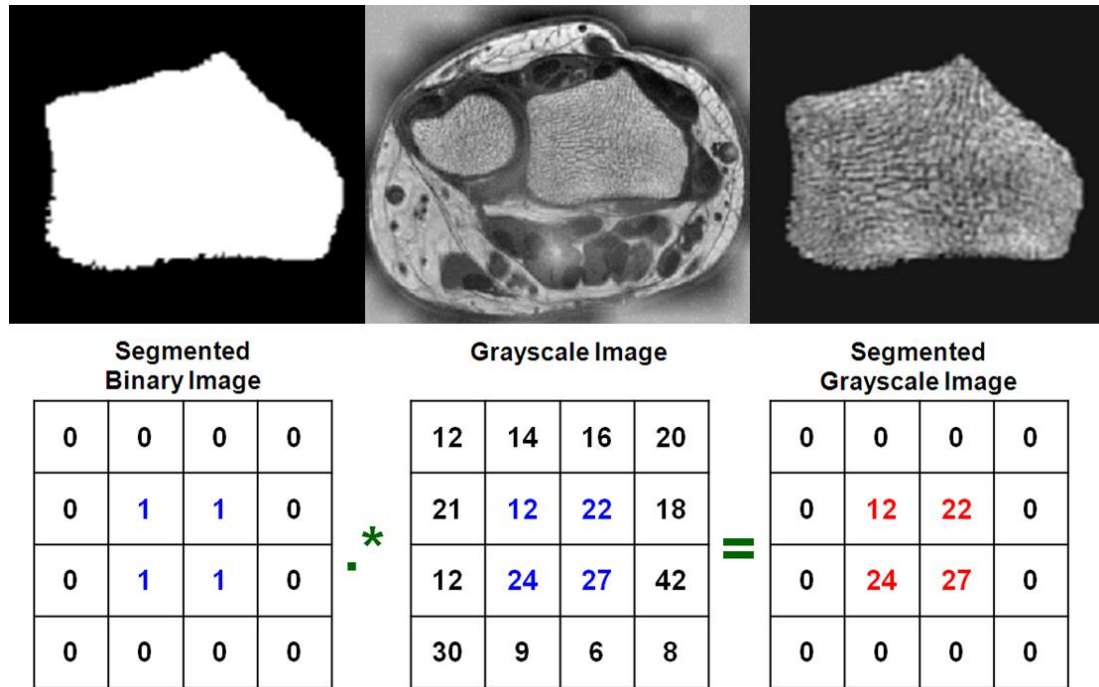 Segmented
Binary Image
Grayscale Image
Segmented
Grayscale Image
0 0 0 0 12 14 16 20 0 0 0 0
0 1 1 0 21 12 22 18 0 12 22 0
.* =
0 1 1 0 12 24 27 42 0 24 27 0
0 0 0 0 30 9 6 8 0 0 0 0